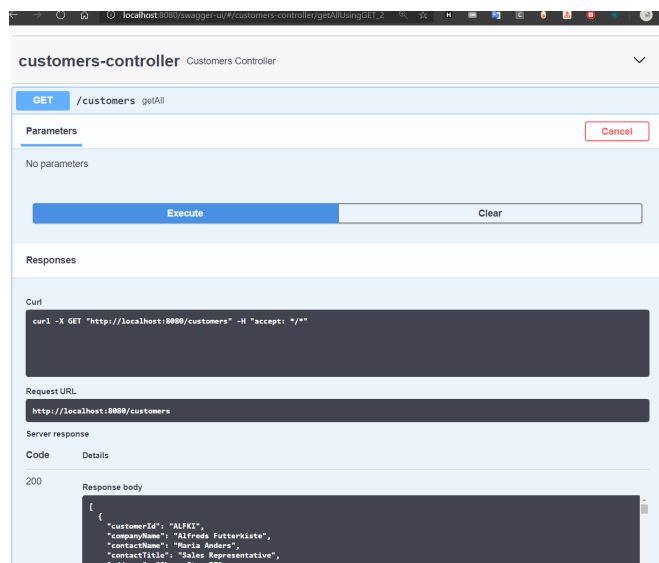 localhost:8080/swagger-ui/#/customers-controller/getAllUsingGET_2
customers-controller Customers Controller
GET /customers getAll
Parameters Cancel
No parameters
Execute Clear
Responses
Curl
curl -X GET "http://localhost:8080/customers" -H "accept: */*"
Request URL
http://localhost:8080/customers
Server response
Code Details
200
Response body
[
{
"customerId": "ALFKI",
"companyName": "Alfreds Futterkiste",
"contactName": "Maria Anders",
"contactTitle": "Sales Representative",